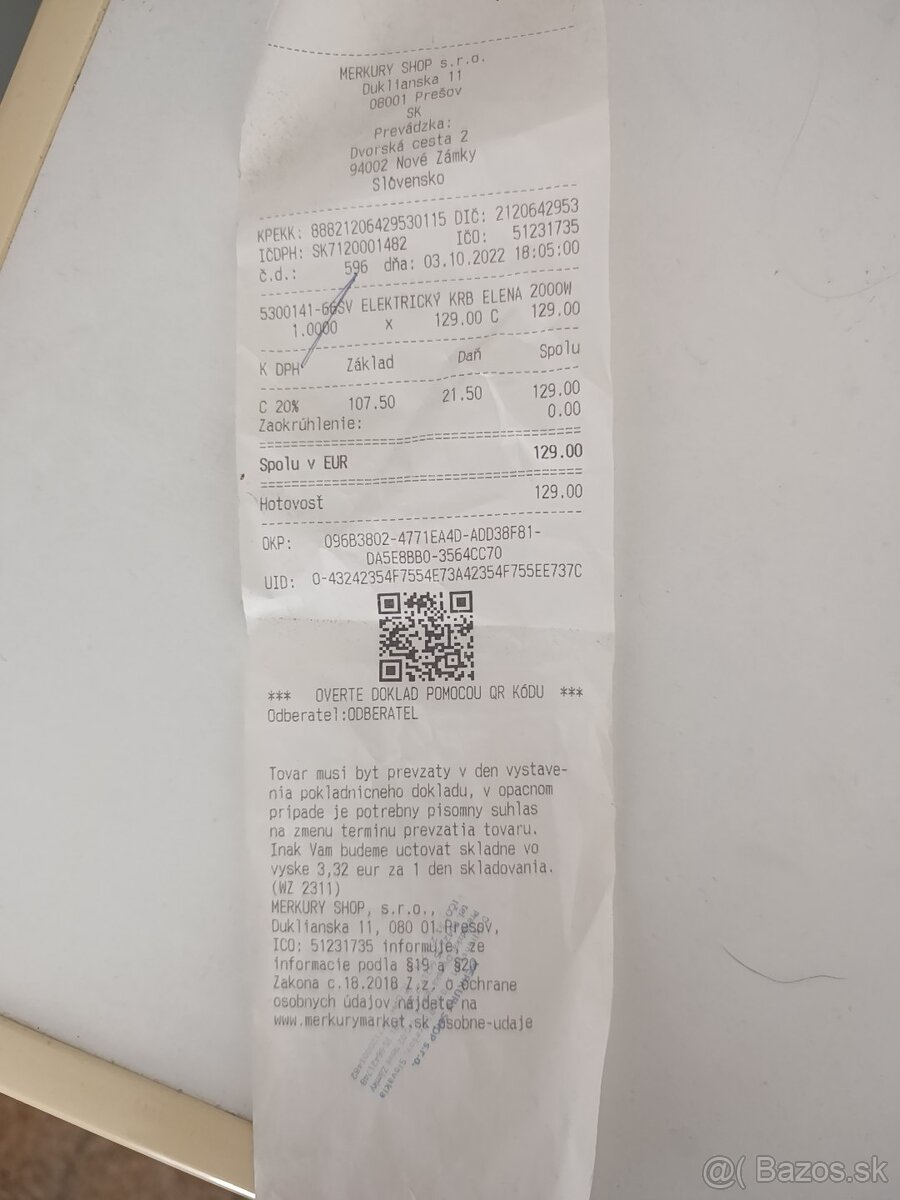 MERKURY SHOP s.r.o.
Duklianska 11
08001 Prešov
SK
Prevádzka:
Dvorská cesta 2
94002 Nové Zámky
Slovensko
KPEKK: 88821206429530115 DIČ: 2120642953
IČDPH: SK7120001482 IČO: 51231735
č.d.: 596 dňa: 03.10.2022 18:05:00
5300141-66SV ELEKTRICKÝ KRB ELENA 2000W
1.0000 x 129.00 C 129.00
K DPH Základ Daň Spolu
C 20% 107.50 21.50 129.00
Zaokrúhlenie: 0.00
Spolu v EUR 129.00
Hotovosť 129.00
OKP: 096B3802-4771EA4D-ADD38F81-
DA5E8BB0-3564CC70
UID: O-43242354F7554E73A42354F755EE737C
*** OVERTE DOKLAD POMOCOU QR KÓDU ***
Odberatel:ODBERATEL
Tovar musi byt prevzaty v den vystave-
nia pokladnicneho dokladu, v opacnom
pripade je potrebny pisomny suhlas
na zmenu terminu prevzatia tovaru.
Inak Vam budeme uctovat skladne vo
vyske 3,32 eur za 1 den skladovania.
(WZ 2311)
MERKURY SHOP, s.r.o.,
Duklianska 11, 080 01 Prešov,
ICO: 51231735 informuje, ze
informacie podla §19 a §20
Zakona c.18.2018 Z.z. o ochrane
osobnych údajov nájdete na
www.merkurymarket.sk osobne-udaje
MERKURY SHOP s.r.o.
@( Bazos.sk